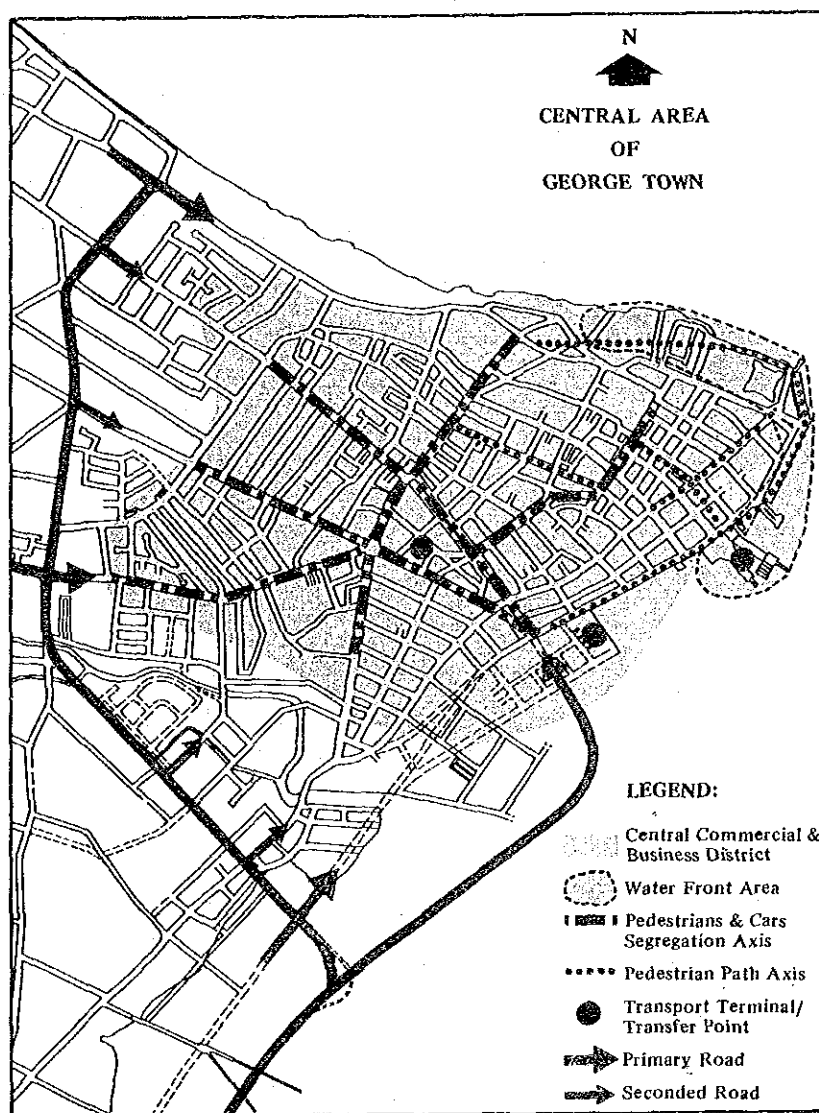 N
CENTRAL AREA
OF
GEORGE TOWN
LEGEND:
Central Commercial &
Business District
Water Front Area
Pedestrians & Cars
Segregation Axis
Pedestrian Path Axis
Transport Terminal/
Transfer Point
Primary Road
Seconded Road